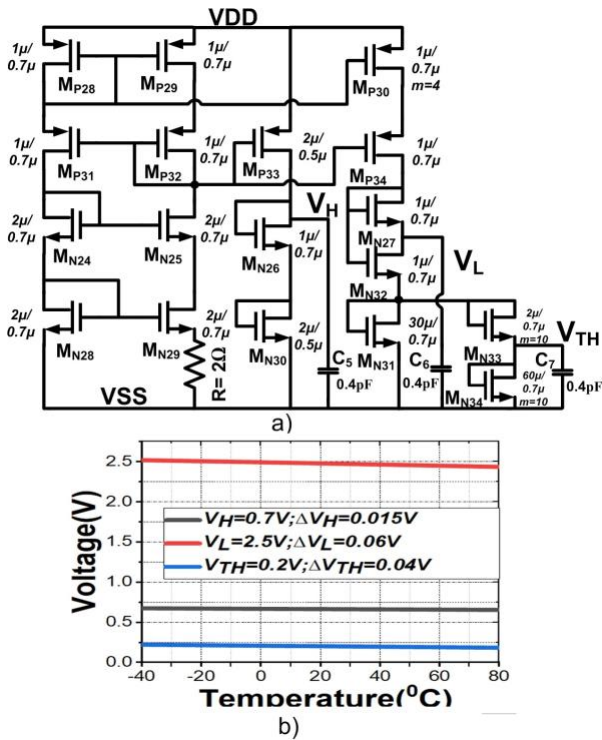 VDD
1µ/
0.7µ
MP28
MP29
1µ/
0.7µ
MP30
1µ/
0.7µ
m=4
1µ/
0.7µ
MP31
MP32
1µ/
0.7µ
MP33
2µ/
0.5µ
MP34
1µ/
0.7µ
2µ/
0.7µ
MN24
MN25
2µ/
0.7µ
MN26
VH
1µ/
0.7µ
1µ/
0.7µ
MN27
VL
MN32
1µ/
0.7µ
2µ/
0.7µ
MN28
MN29
2µ/
0.7µ
R= 2Ω
MN30
2µ/
0.5µ
C5
0.4pF
MN31
30µ/
0.7µ
C6
0.4pF
MN33
2µ/
0.7µ
m=10
VTH
MN34
60µ/
0.7µ
m=10
C7
0.4pF
VSS
a)
Voltage(V)
2.5
2.0
1.5
1.0
0.5
0.0
VH=0.7V;ΔVH=0.015V
VL=2.5V;ΔVL=0.06V
VTH=0.2V;ΔVTH=0.04V
-40 -20 0 20 40 60 80
Temperature(⁰C)
b)